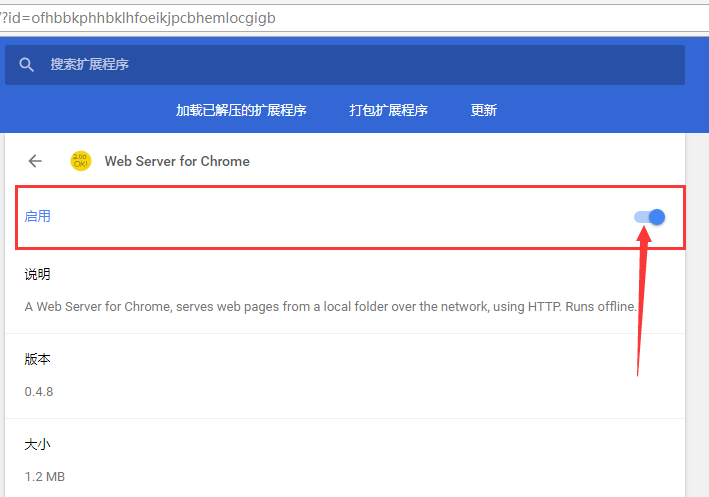 /?id=ofhbbkphhbklhfoeikjpcbhemlocgigb
搜索扩展程序
加载已解压的扩展程序 打包扩展程序 更新
200 OK!
Web Server for Chrome
启用
说明
A Web Server for Chrome, serves web pages from a local folder over the network, using HTTP. Runs offline.
版本
0.4.8
大小
1.2 MB